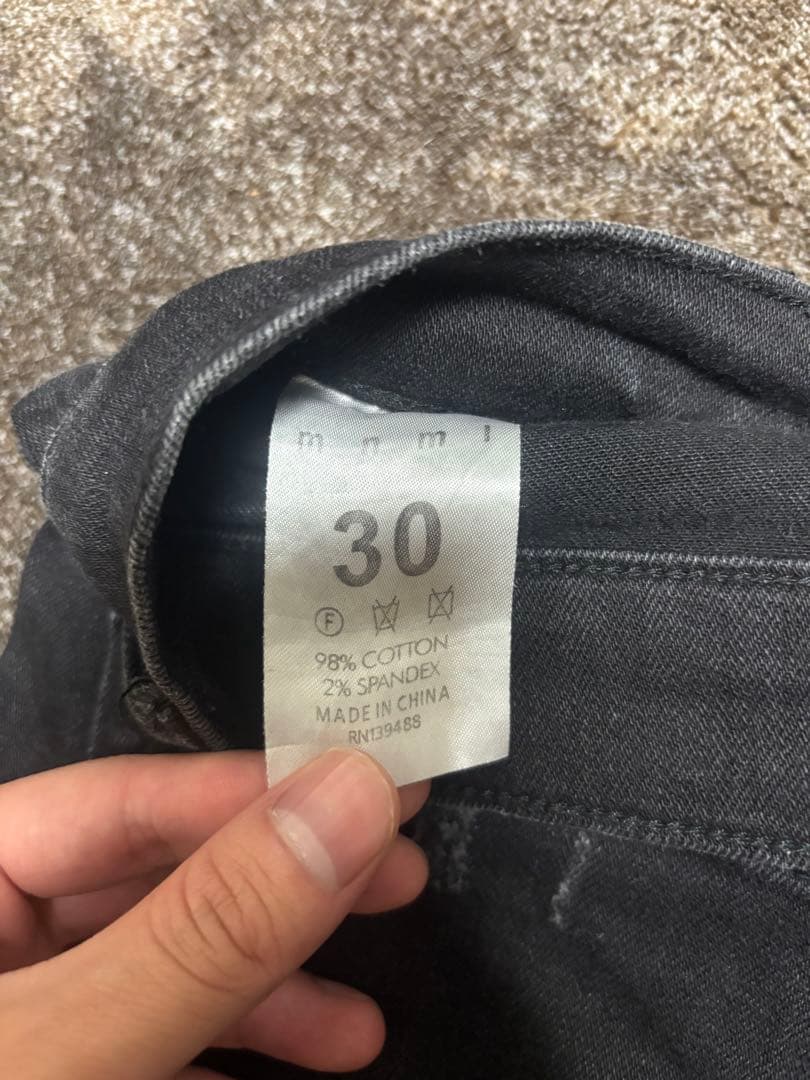 m n m l
30
F
98% COTTON
2% SPANDEX
MADE IN CHINA
RN139488